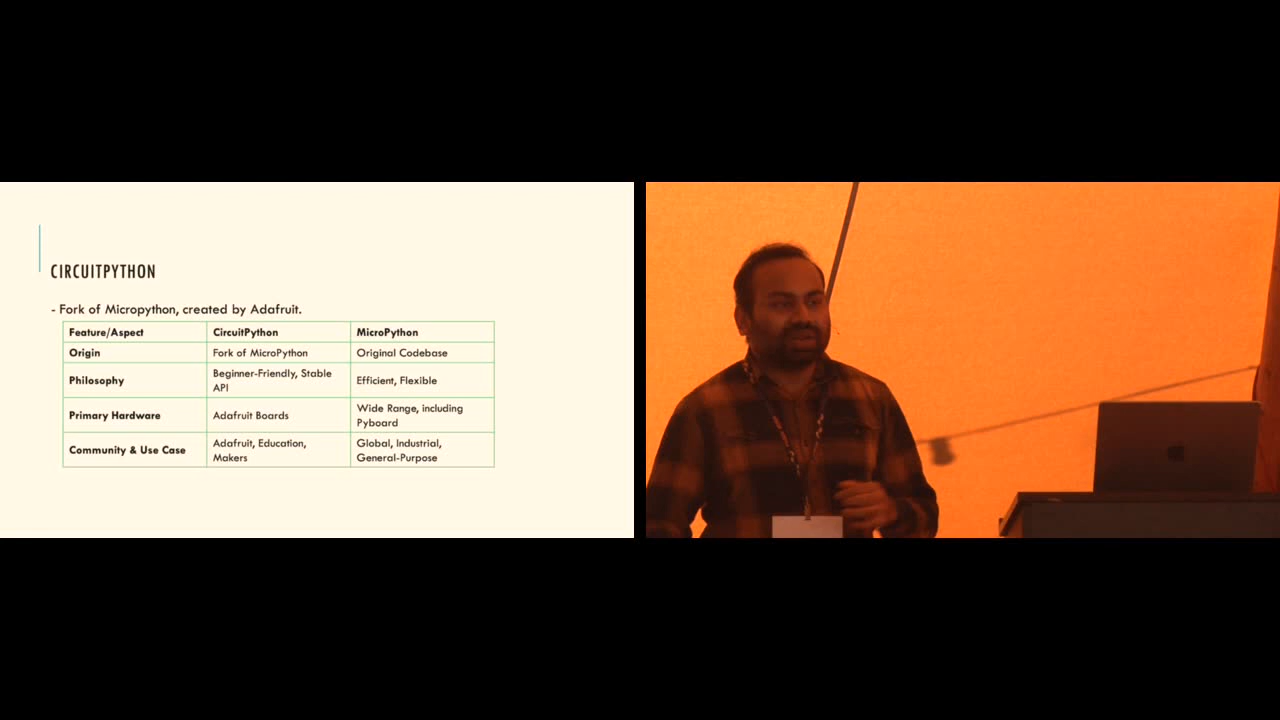 CIRCUITPYTHON
- Fork of Micropython, created by Adafruit.
Feature/Aspect CircuitPython MicroPython
Origin Fork of MicroPython Original Codebase
Philosophy Beginner-Friendly, Stable API Efficient, Flexible
Primary Hardware Adafruit Boards Wide Range, including Pyboard
Community & Use Case Adafruit, Education, Makers Global, Industrial, General-Purpose